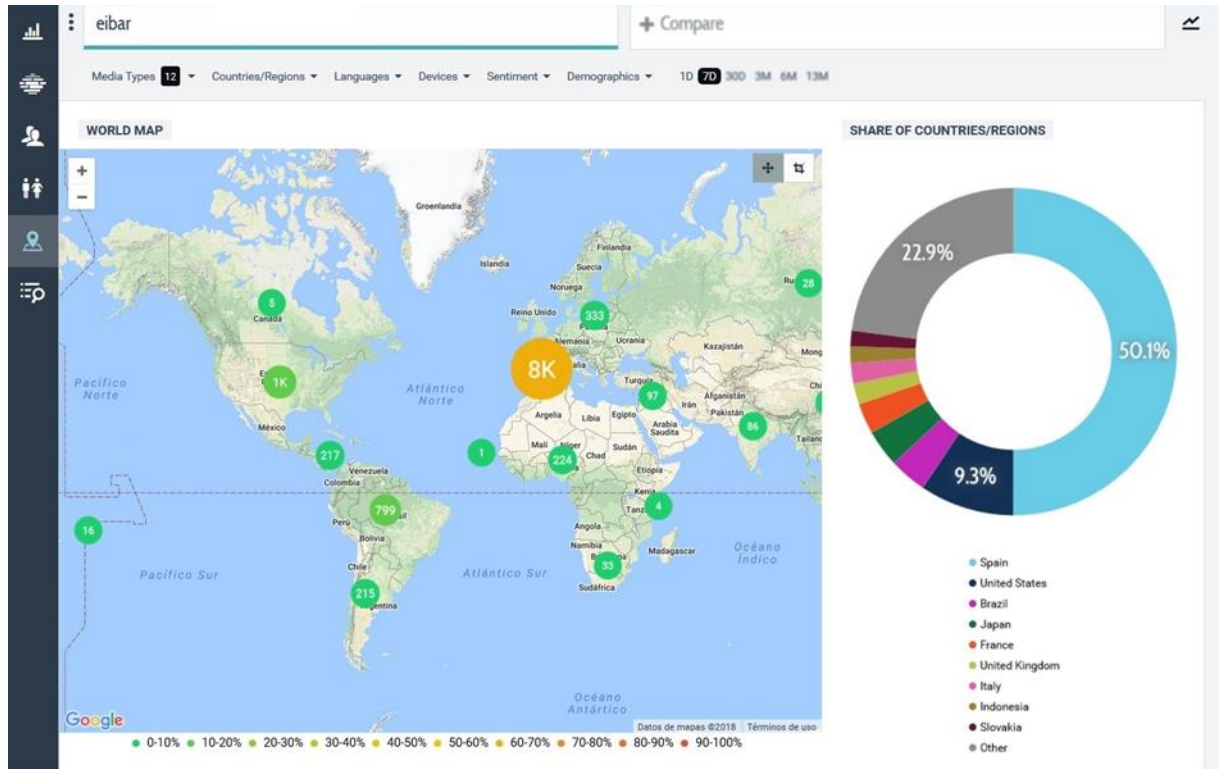 eibar
+ Compare
Media Types 12 Countries/Regions Languages Devices Sentiment Demographics 1D 7D 30D 3M 6M 13M
WORLD MAP
SHARE OF COUNTRIES/REGIONS
+
−
Groenlandia
Islandia
Finlandia
Suecia
Noruega
28
5
Canadá
Reino Unido
333
Ucrania
Kazajistán
Mong
8K
1K
Pacífico
Norte
Atlántico
Norte
97
Irán
Afganistán
Pakistán
86
Argelia
Libia
Egipto
Arabia
Saudita
México
217
Venezuela
Colombia
1
Malí
224
Chad
Sudán
Etiopía
4
799
Perú
Bolivia
Angola
Namibia
33
Madagascar
Océano
Índico
16
Pacífico Sur
Chile
Atlántico Sur
Sudáfrica
215
Océano
Antártico
Google
Datos de mapas ©2018 Términos de uso
0-10% 10-20% 20-30% 30-40% 40-50% 50-60% 60-70% 70-80% 80-90% 90-100%
22.9%
50.1%
9.3%
Spain
United States
Brazil
Japan
France
United Kingdom
Italy
Indonesia
Slovakia
Other